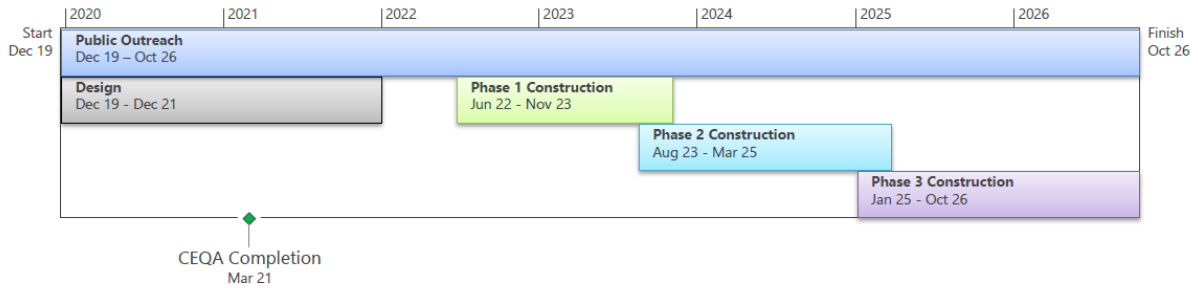 2020 2021 2022 2023 2024 2025 2026
Start
Dec 19
Finish
Oct 26
Public Outreach
Dec 19 – Oct 26
Design
Dec 19 - Dec 21
Phase 1 Construction
Jun 22 - Nov 23
Phase 2 Construction
Aug 23 - Mar 25
Phase 3 Construction
Jan 25 - Oct 26
CEQA Completion
Mar 21